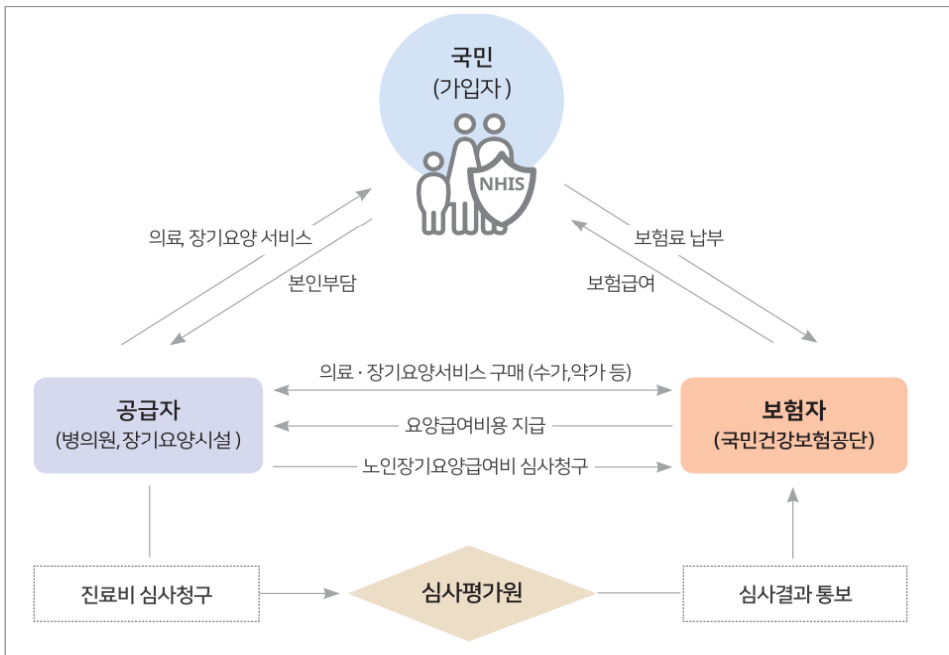 국민
(가입자 )
NHIS
의료, 장기요양 서비스
보험료 납부
본인부담
보험급여
의료 · 장기요양서비스 구매 (수가,약가 등)
공급자
(병의원,장기요양시설 )
요양급여비용 지급
보험자
(국민건강보험공단)
노인장기요양급여비 심사청구
진료비 심사청구
심사평가원
심사결과 통보